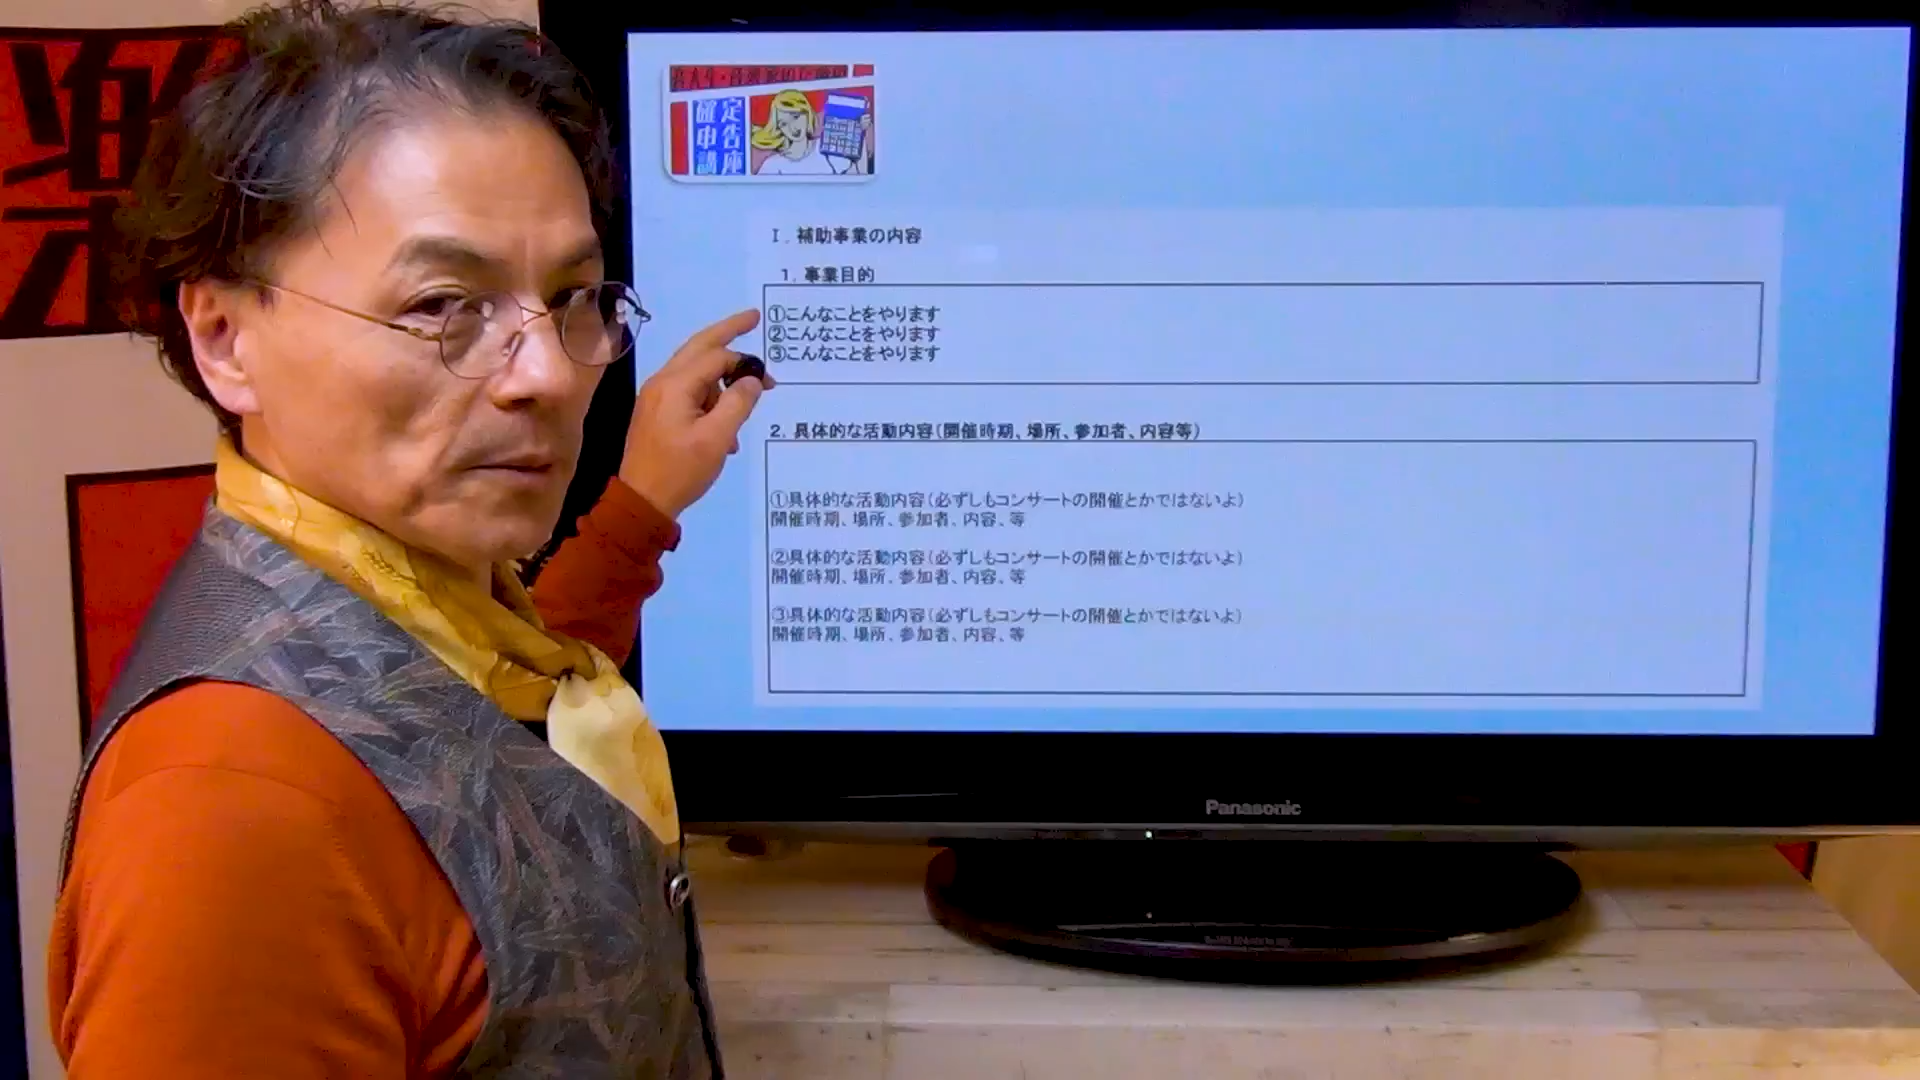 楽
確定
申告
講座
Ⅰ. 補助事業の内容
1. 事業目的
①こんなことをやります
②こんなことをやります
③こんなことをやります
2. 具体的な活動内容(開催時期、場所、参加者、内容等)
①具体的な活動内容(必ずしもコンサートの開催とかではないよ)
開催時期、場所、参加者、内容、等
②具体的な活動内容(必ずしもコンサートの開催とかではないよ)
開催時期、場所、参加者、内容、等
③具体的な活動内容(必ずしもコンサートの開催とかではないよ)
開催時期、場所、参加者、内容、等
Panasonic